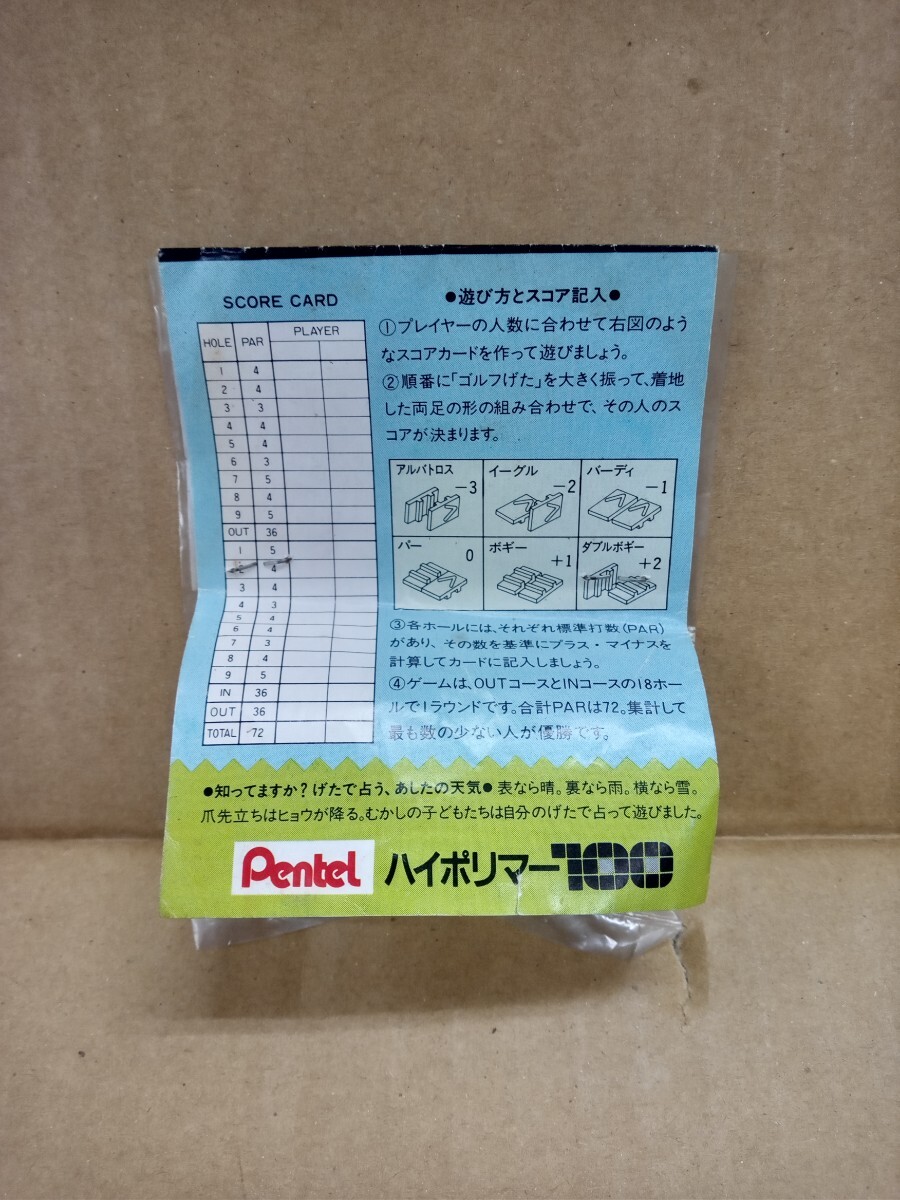 SCORE CARD
HOLE PAR PLAYER
1 4
2 4
3 3
4 4
5 4
6 3
7 5
8 4
9 5
OUT 36
1 5
2 4
3 4
4 3
5 4
6 4
7 3
8 4
9 5
IN 36
OUT 36
TOTAL 72
●遊び方とスコア記入●
①プレイヤーの人数に合わせて右図のよう
なスコアカードを作って遊びましょう。
②順番に「ゴルフげた」を大きく振って、着地
した両足の形の組み合わせで、その人のス
コアが決まります。
アルバトロス −3
イーグル −2
バーディ −1
パー 0
ボギー +1
ダブルボギー +2
③各ホールには、それぞれ標準打数(PAR)
があり、その数を基準にプラス・マイナスを
計算してカードに記入しましょう。
④ゲームは、OUTコースとINコースの18ホー
ルで1ラウンドです。合計PARは72。集計して
最も数の少ない人が優勝です。
●知ってますか?げたで占う、あしたの天気●表なら晴。裏なら雨。横なら雪。
爪先立ちはヒョウが降る。むかしの子どもたちは自分のげたで占って遊びました。
Pentel ハイポリマー100